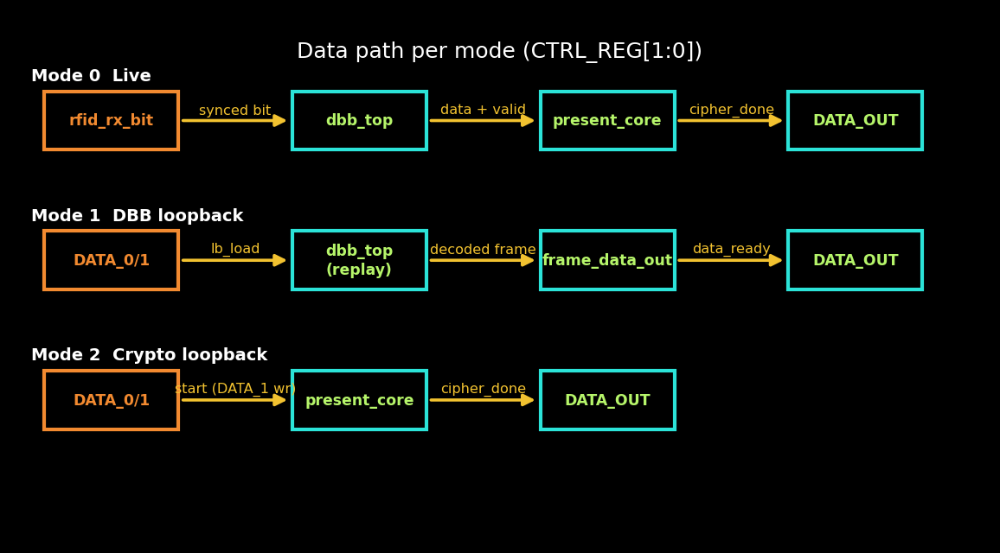 Data path per mode (CTRL_REG[1:0])
Mode 0  Live
rfid_rx_bit
synced bit
dbb_top
data + valid
present_core
cipher_done
DATA_OUT
Mode 1  DBB loopback
DATA_0/1
lb_load
dbb_top
(replay)
decoded frame
frame_data_out
data_ready
DATA_OUT
Mode 2  Crypto loopback
DATA_0/1
start (DATA_1 wr)
present_core
cipher_done
DATA_OUT